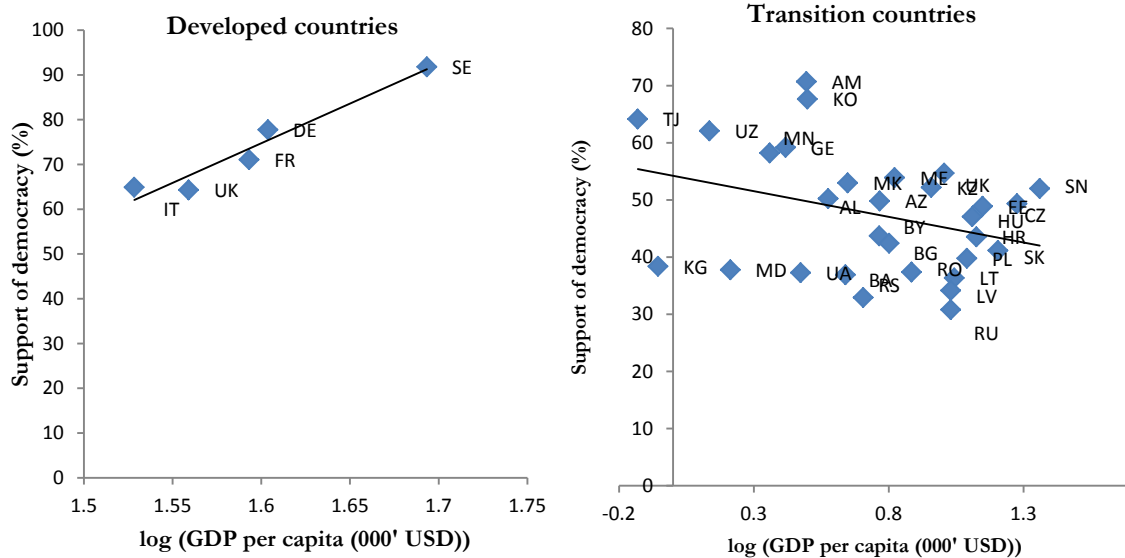 Developed countries
Support of democracy (%)
100
90
80
70
60
50
40
30
20
10
0
SE
DE
FR
UK
IT
1.5
1.55
1.6
1.65
1.7
1.75
log (GDP per capita (000' USD))
Transition countries
Support of democracy (%)
80
70
60
50
40
30
20
10
0
AM
KO
TJ
UZ
MN
GE
MK
ME
KZ
UK
SN
AL
AZ
EE
CZ
HU
BY
HR
BG
PL
SK
KG
MD
UA
BA
RS
RO
LT
LV
RU
-0.2
0.3
0.8
1.3
log (GDP per capita (000' USD))